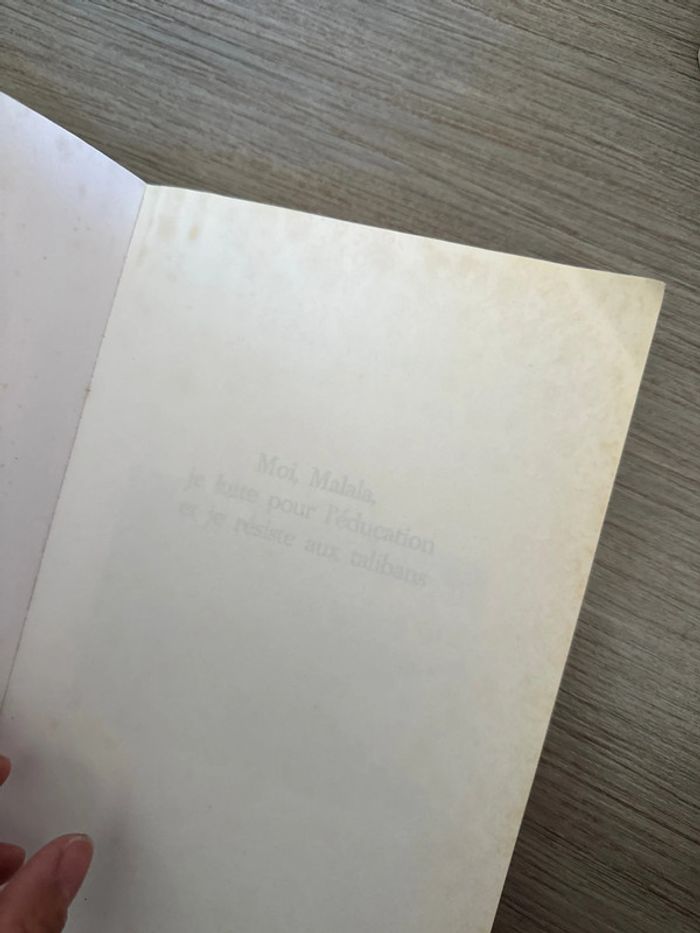 Moi, Malala,
je lutte pour l'éducation
et je résiste aux talibans